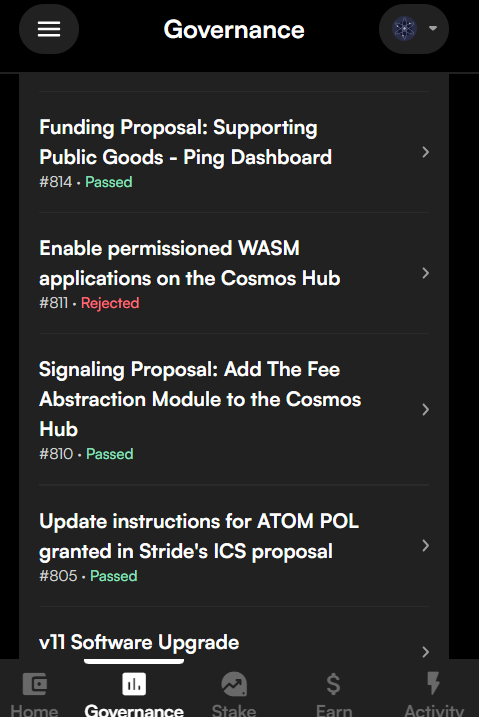 Governance
Funding Proposal: Supporting
Public Goods - Ping Dashboard
#814 · Passed
Enable permissioned WASM
applications on the Cosmos Hub
#811 · Rejected
Signaling Proposal: Add The Fee
Abstraction Module to the Cosmos
Hub
#810 · Passed
Update instructions for ATOM POL
granted in Stride's ICS proposal
#805 · Passed
v11 Software Upgrade
Home Governance Stake Earn Activity